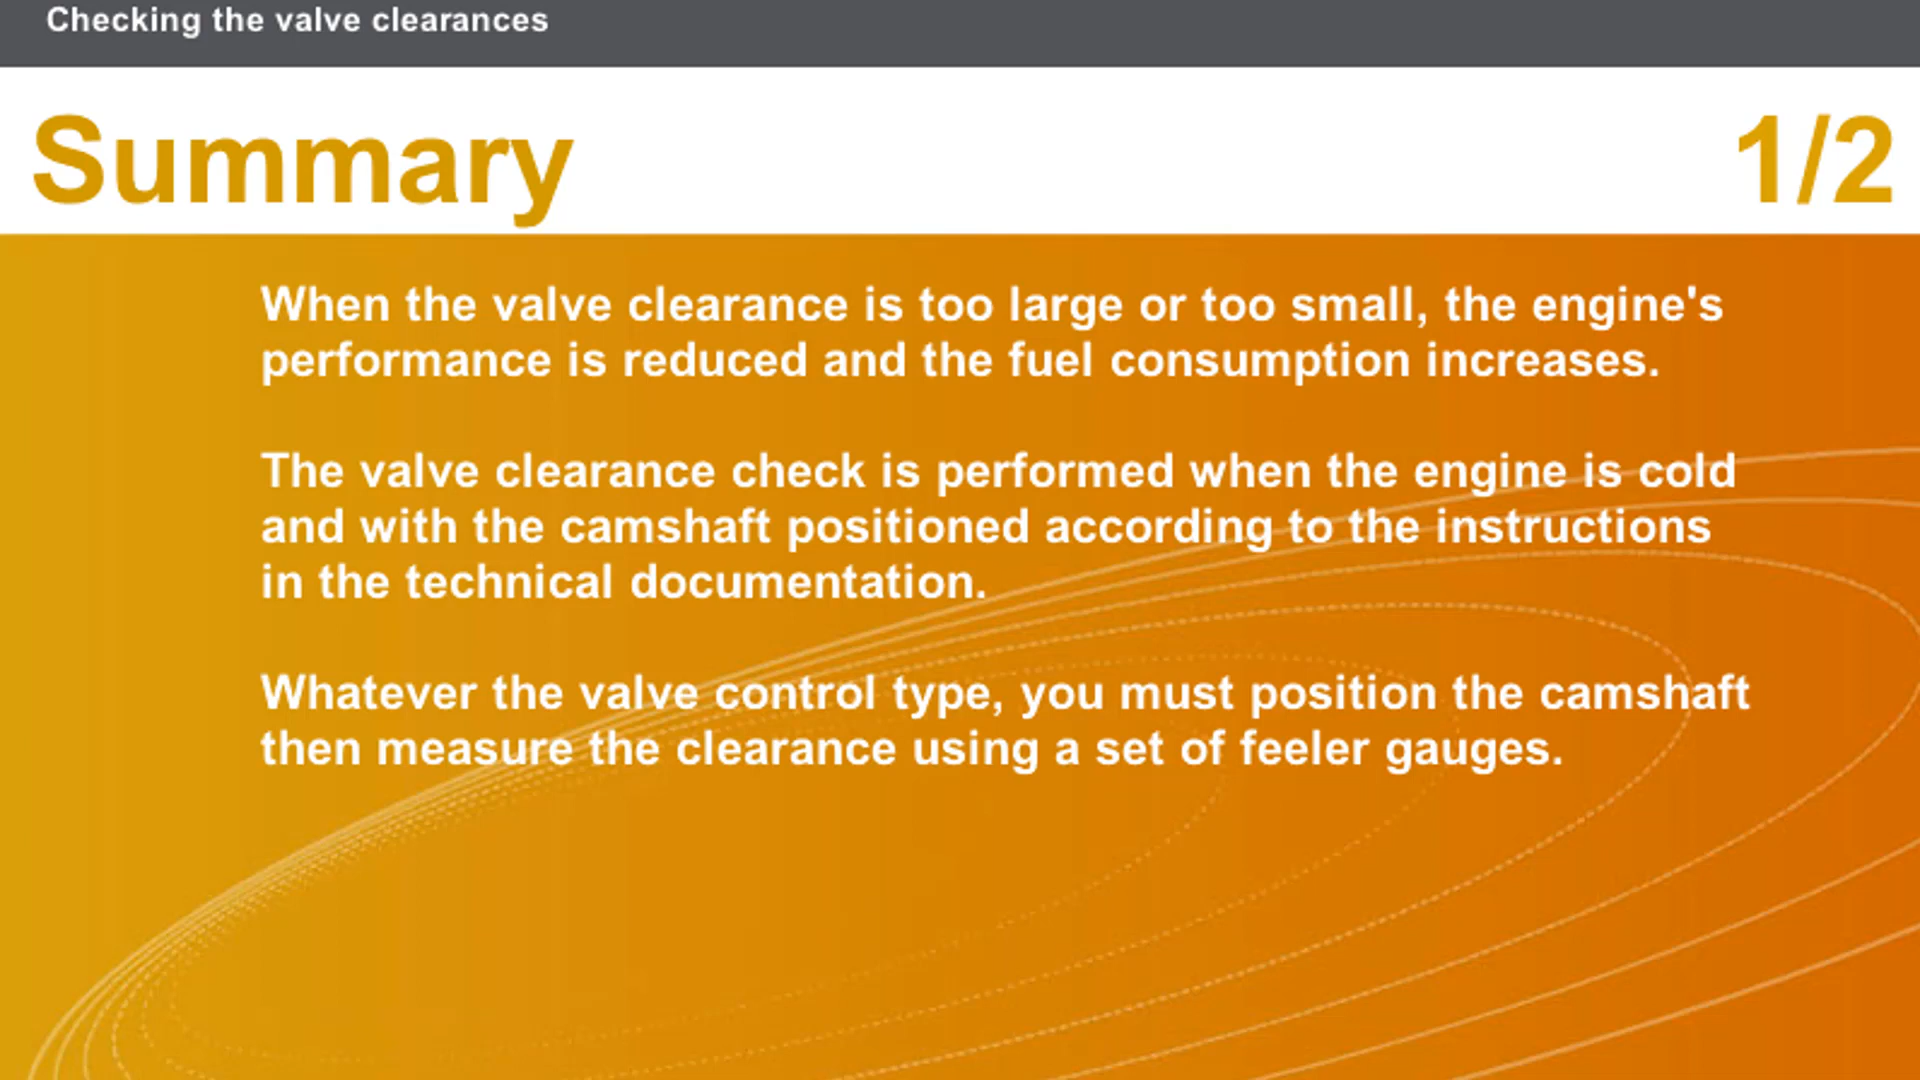 Checking the valve clearances
Summary
1/2
When the valve clearance is too large or too small, the engine's
performance is reduced and the fuel consumption increases.
The valve clearance check is performed when the engine is cold
and with the camshaft positioned according to the instructions
in the technical documentation.
Whatever the valve control type, you must position the camshaft
then measure the clearance using a set of feeler gauges.